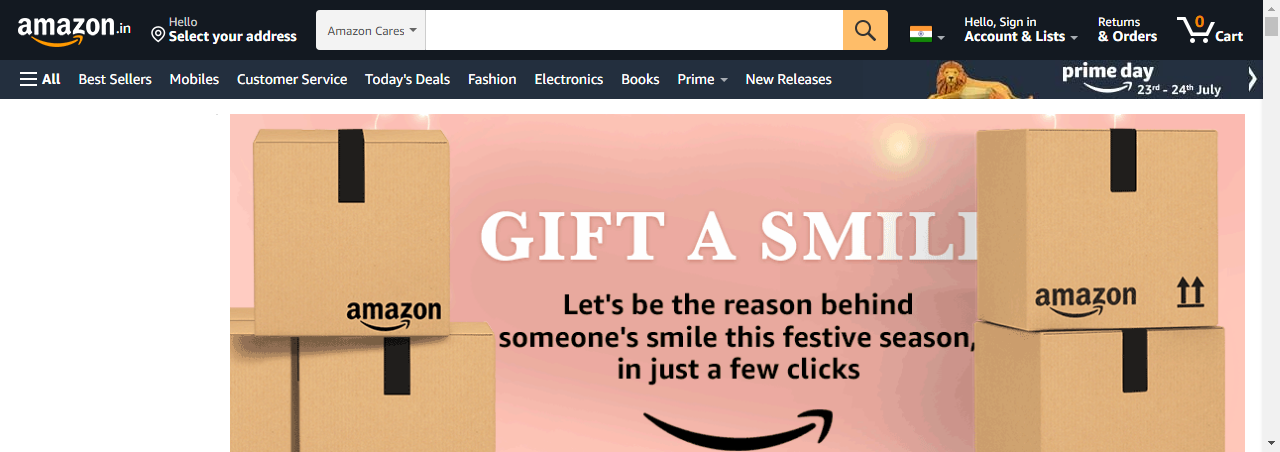 amazon.in
Hello
Select your address
Amazon Cares
Hello, Sign in
Account & Lists
Returns
& Orders
0
Cart
All
Best Sellers
Mobiles
Customer Service
Today's Deals
Fashion
Electronics
Books
Prime
New Releases
prime day
23rd - 24th July
GIFT A SMILE
Let's be the reason behind
someone's smile this festive season,
in just a few clicks
amazon
amazon